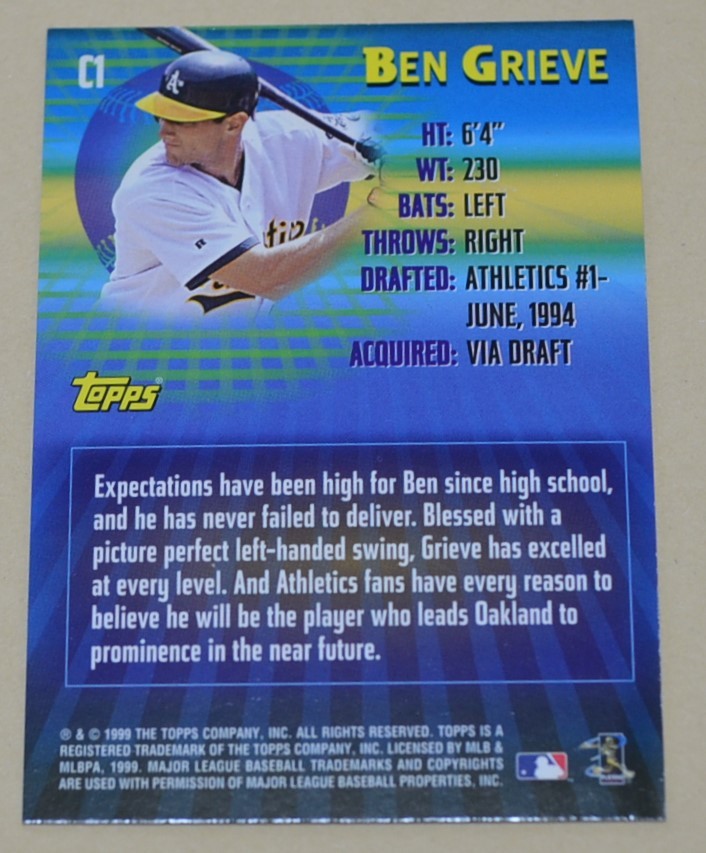 C1
BEN GRIEVE
HT: 6'4"
WT: 230
BATS: LEFT
THROWS: RIGHT
DRAFTED: ATHLETICS #1-
JUNE, 1994
ACQUIRED: VIA DRAFT
TOPPS
Expectations have been high for Ben since high school,
and he has never failed to deliver. Blessed with a
picture perfect left-handed swing, Grieve has excelled
at every level. And Athletics fans have every reason to
believe he will be the player who leads Oakland to
prominence in the near future.
® & © 1999 THE TOPPS COMPANY, INC. ALL RIGHTS RESERVED. TOPPS IS A
REGISTERED TRADEMARK OF THE TOPPS COMPANY, INC. LICENSED BY MLB &
MLBPA, 1999. MAJOR LEAGUE BASEBALL TRADEMARKS AND COPYRIGHTS
ARE USED WITH PERMISSION OF MAJOR LEAGUE BASEBALL PROPERTIES, INC.